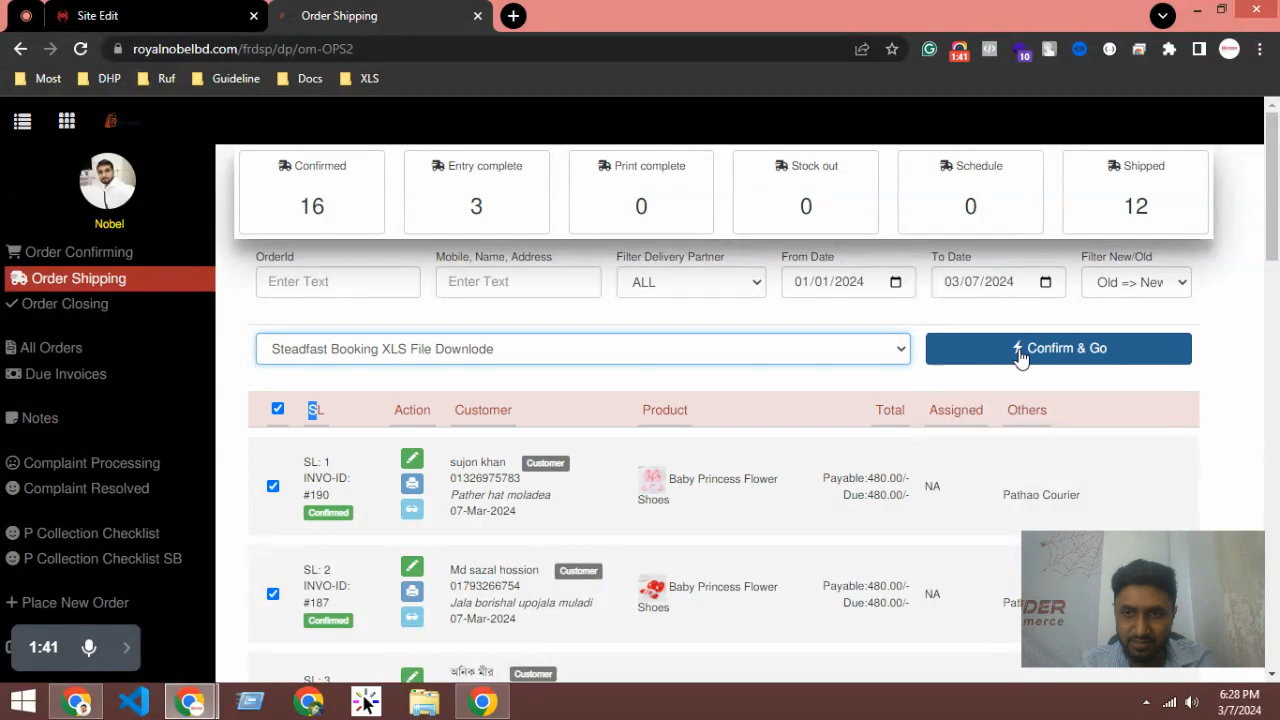 Site Edit
Order Shipping
royalnobelbd.com/frdsp/dp/om-OPS2
1:41
10
Most
DHP
Ruf
Guideline
Docs
XLS
Nobel
Order Confirming
Order Shipping
Order Closing
All Orders
Due Invoices
Notes
Complaint Processing
Complaint Resolved
P Collection Checklist
P Collection Checklist SB
Place New Order
1:41
Confirmed
16
Entry complete
3
Print complete
0
Stock out
0
Schedule
0
Shipped
12
OrderId
Mobile, Name, Address
Filter Delivery Partner
From Date
To Date
Filter New/Old
Enter Text
Enter Text
ALL
01/01/2024
03/07/2024
Old => New
Steadfast Booking XLS File Downlode
Confirm & Go
SL
Action
Customer
Product
Total
Assigned
Others
SL: 1
INVO-ID:
#190
Confirmed
sujon khan Customer
01326975783
Pather hat moladea
07-Mar-2024
Baby Princess Flower
Shoes
Payable:480.00/-
Due:480.00/-
NA
Pathao Courier
SL: 2
INVO-ID:
#187
Confirmed
Md sazal hossion Customer
01793266754
Jala borishal upojala muladi
07-Mar-2024
Baby Princess Flower
Shoes
Payable:480.00/-
Due:480.00/-
NA
SL: 3
অনিক মীর Customer
6:28 PM
3/7/2024